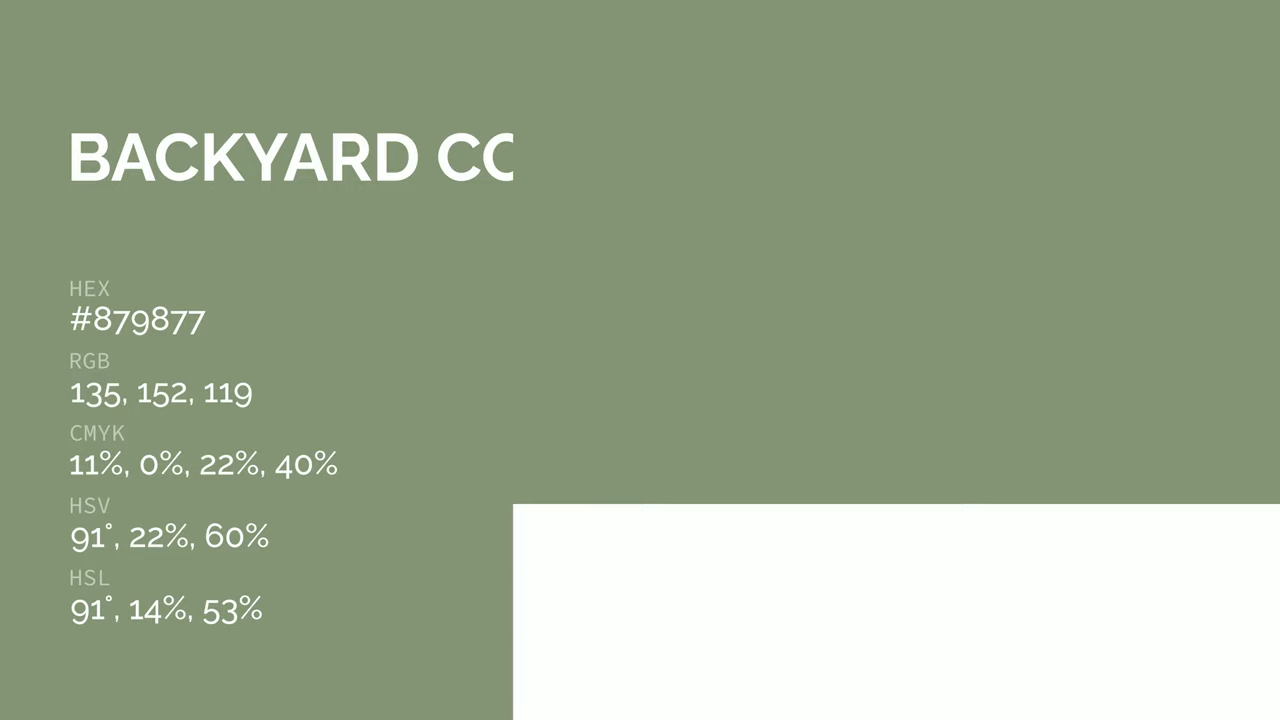 BACKYARD CO
HEX
#879877
RGB
135, 152, 119
CMYK
11%, 0%, 22%, 40%
HSV
91°, 22%, 60%
HSL
91°, 14%, 53%